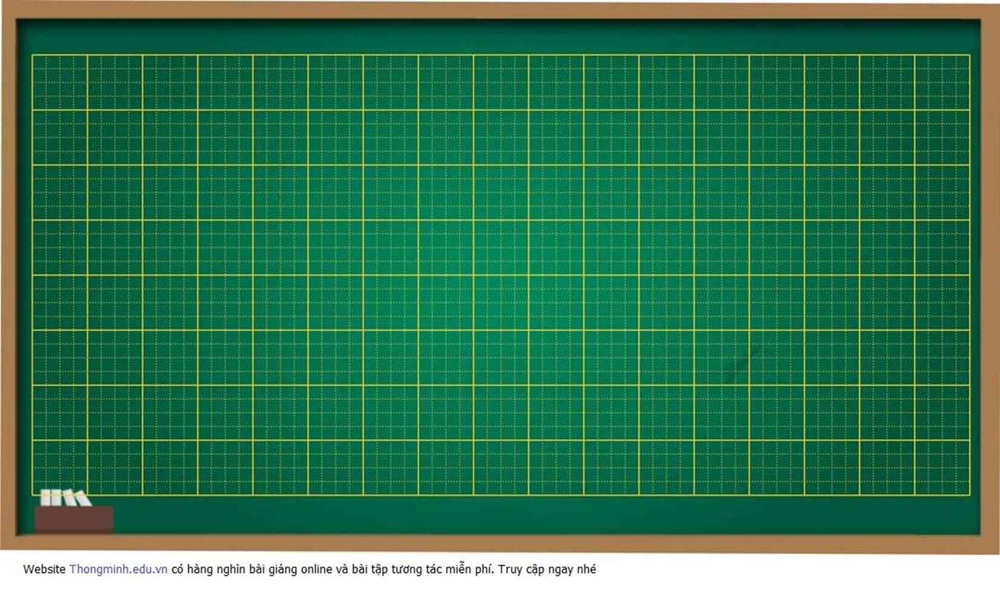 Website Thongminh.edu.vn có hàng nghìn bài giảng online và bài tập tương tác miễn phí. Truy cập ngay nhé